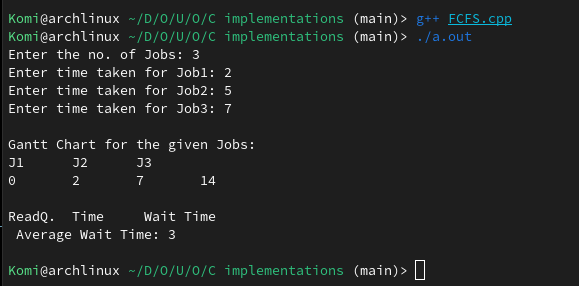 Komi@archlinux ~/D/O/U/O/C implementations (main)> g++ FCFS.cpp
Komi@archlinux ~/D/O/U/O/C implementations (main)> ./a.out
Enter the no. of Jobs: 3
Enter time taken for Job1: 2
Enter time taken for Job2: 5
Enter time taken for Job3: 7
Gantt Chart for the given Jobs:
J1 J2 J3
0 2 7 14
ReadQ. Time Wait Time
Average Wait Time: 3
Komi@archlinux ~/D/O/U/O/C implementations (main)>